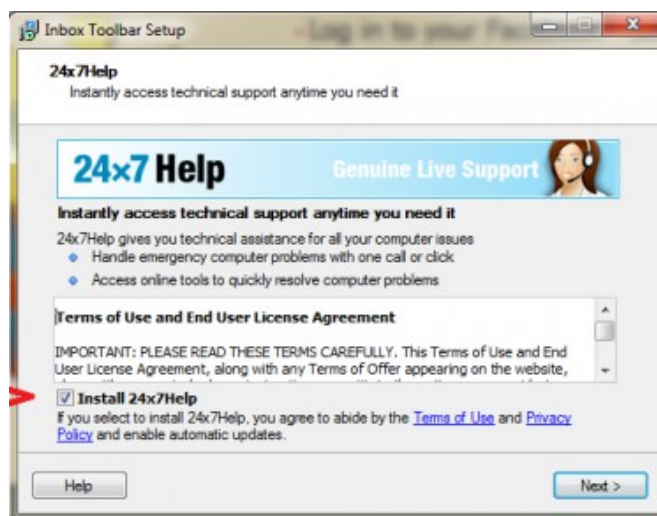 Inbox Toolbar Setup
Log in to your
24x7Help
Instantly access technical support anytime you need it
24x7 Help
Genuine Live Support
Instantly access technical support anytime you need it
24x7Help gives you technical assistance for all your computer issues
Handle emergency computer problems with one call or click
Access online tools to quickly resolve computer problems
Terms of Use and End User License Agreement
IMPORTANT: PLEASE READ THESE TERMS CAREFULLY. This Terms of Use and End
User License Agreement, along with any Terms of Offer appearing on the website,
Install 24x7Help
If you select to install 24x7Help, you agree to abide by the Terms of Use and Privacy
Policy and enable automatic updates.
Help
Next >